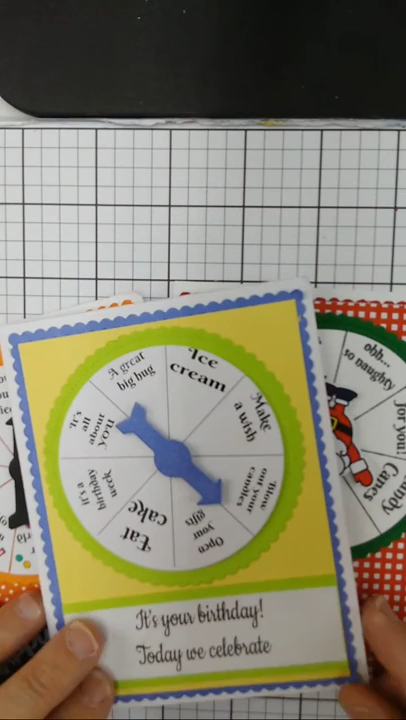 A great
big hug
Ice
cream
Make
a wish
Blow
out your
candles
Open
your
gifts
Eat
cake
It's a
birthday
week
It's
all
about
YOU!
It's your birthday!
Today we celebrate
Naughty
so
for you!
Candy
Canes